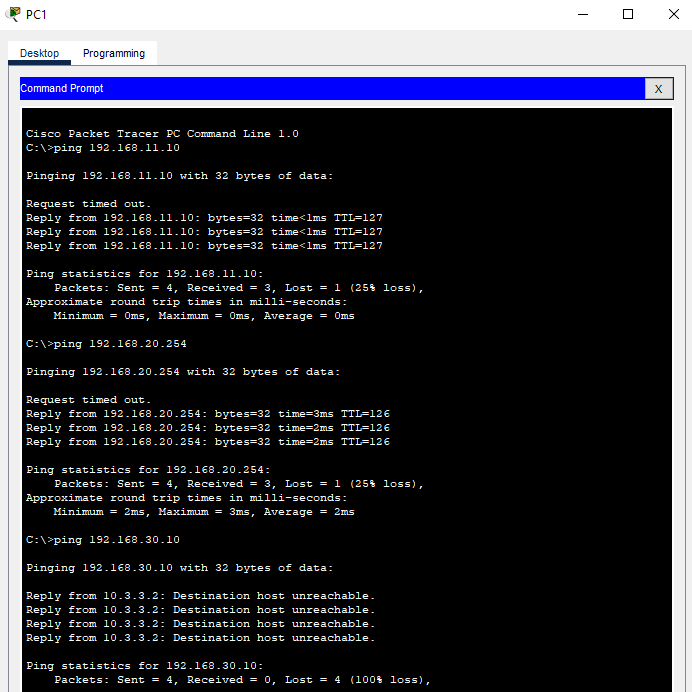 PC1
Desktop Programming
Command Prompt X
Cisco Packet Tracer PC Command Line 1.0
C:\>ping 192.168.11.10
Pinging 192.168.11.10 with 32 bytes of data:
Request timed out.
Reply from 192.168.11.10: bytes=32 time<1ms TTL=127
Reply from 192.168.11.10: bytes=32 time<1ms TTL=127
Reply from 192.168.11.10: bytes=32 time<1ms TTL=127
Ping statistics for 192.168.11.10:
Packets: Sent = 4, Received = 3, Lost = 1 (25% loss),
Approximate round trip times in milli-seconds:
Minimum = 0ms, Maximum = 0ms, Average = 0ms
C:\>ping 192.168.20.254
Pinging 192.168.20.254 with 32 bytes of data:
Request timed out.
Reply from 192.168.20.254: bytes=32 time=3ms TTL=126
Reply from 192.168.20.254: bytes=32 time=2ms TTL=126
Reply from 192.168.20.254: bytes=32 time=2ms TTL=126
Ping statistics for 192.168.20.254:
Packets: Sent = 4, Received = 3, Lost = 1 (25% loss),
Approximate round trip times in milli-seconds:
Minimum = 2ms, Maximum = 3ms, Average = 2ms
C:\>ping 192.168.30.10
Pinging 192.168.30.10 with 32 bytes of data:
Reply from 10.3.3.2: Destination host unreachable.
Reply from 10.3.3.2: Destination host unreachable.
Reply from 10.3.3.2: Destination host unreachable.
Reply from 10.3.3.2: Destination host unreachable.
Ping statistics for 192.168.30.10:
Packets: Sent = 4, Received = 0, Lost = 4 (100% loss),